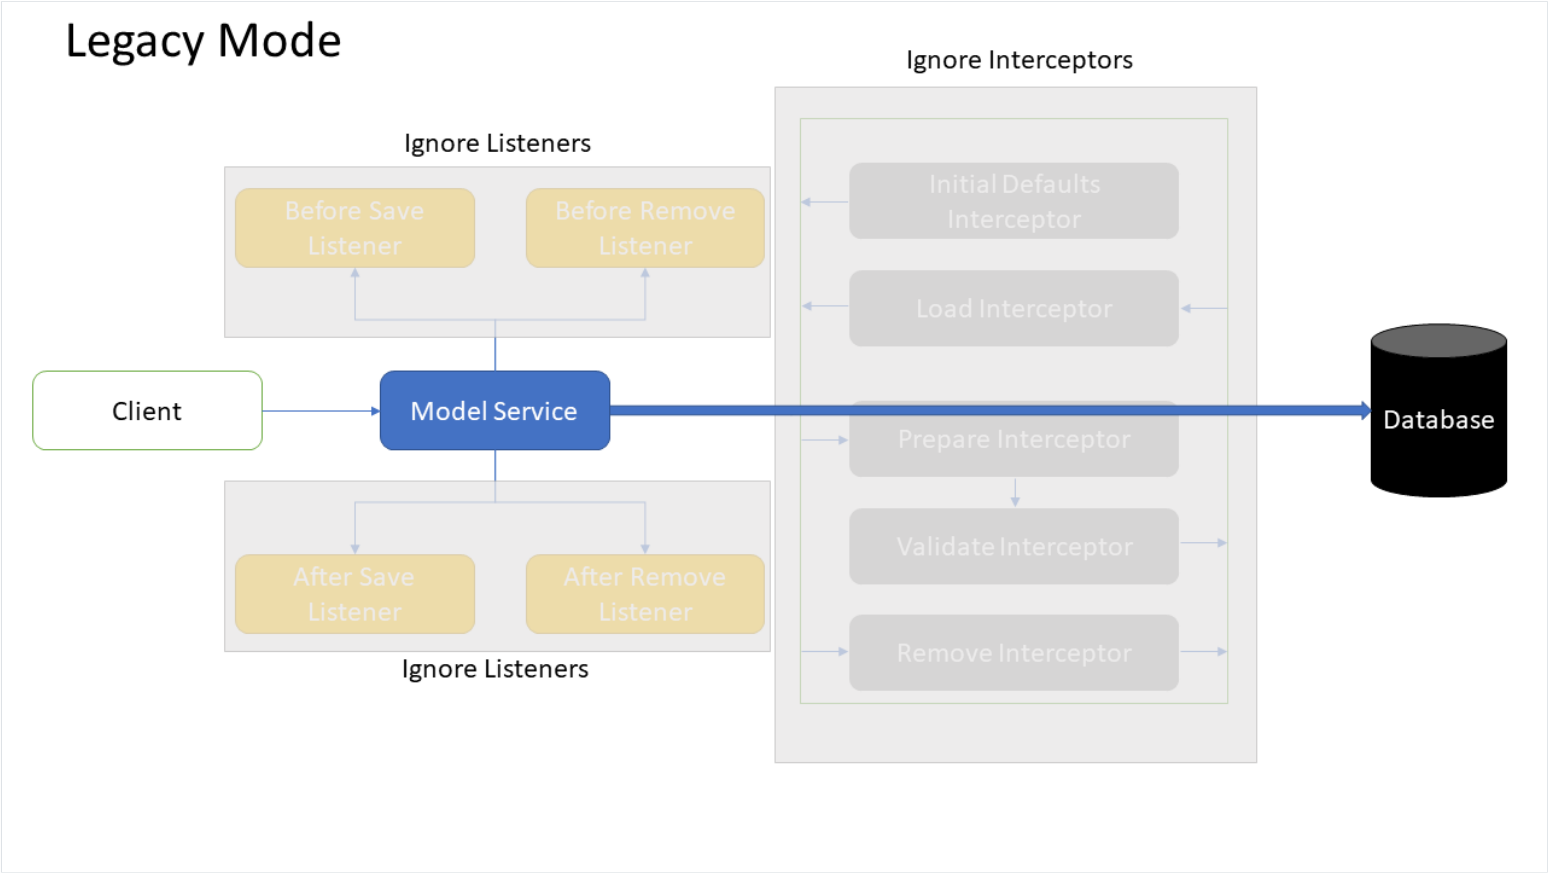 Legacy Mode
Ignore Interceptors
Ignore Listeners
Before Save
Listener
Before Remove
Listener
Initial Defaults
Interceptor
Load Interceptor
Client
Model Service
Database
Prepare Interceptor
Validate Interceptor
After Save
Listener
After Remove
Listener
Remove Interceptor
Ignore Listeners